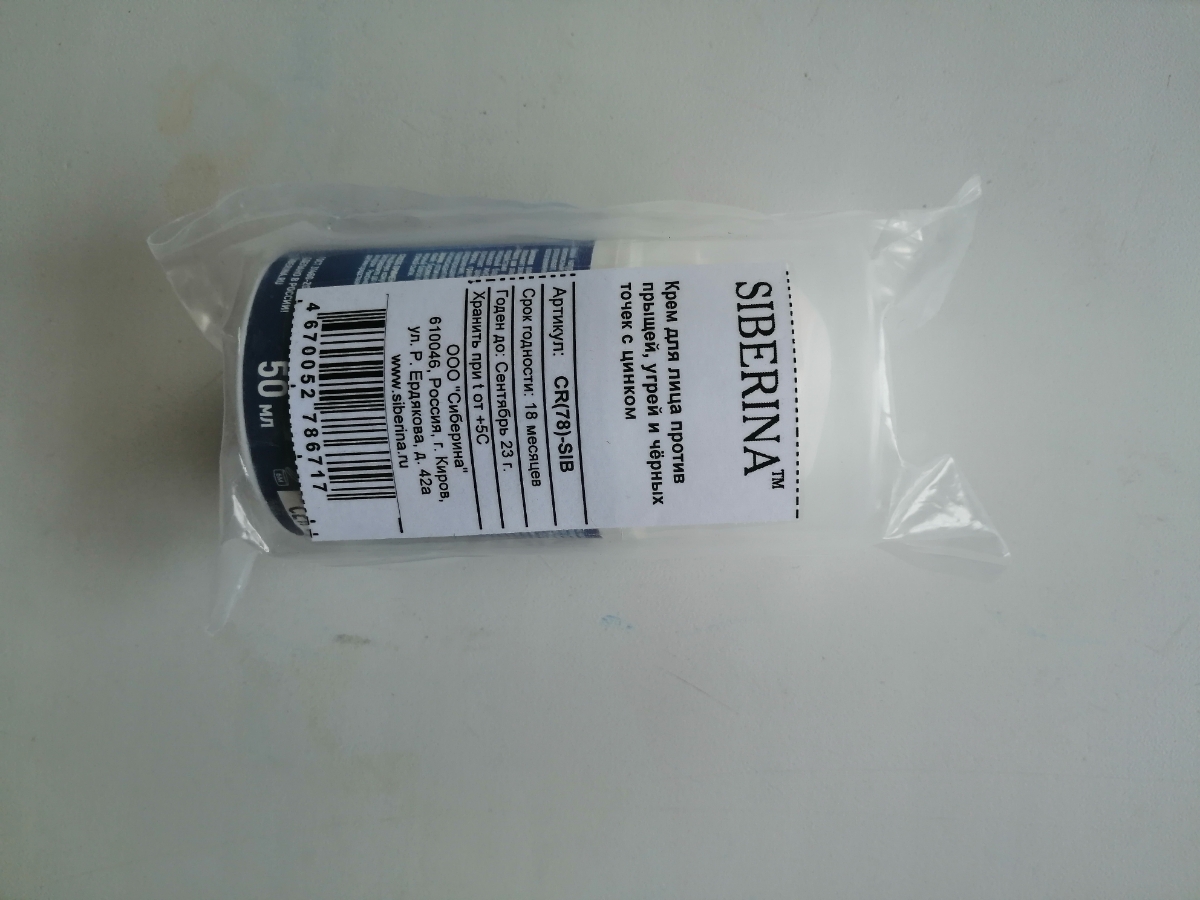 SIBERINA™
Крем для лица против
прыщей, угрей и чёрных
точек с цинком
Артикул: CR(78)-SIB
Срок годности: 18 месяцев
Годен до: Сентябрь 23 г.
Хранить при t от +5С
ООО "Сиберина"
610046, Россия, г. Киров,
ул. Р. Ердякова, д. 42а
www.siberina.ru
4 670052 786717
50 мл